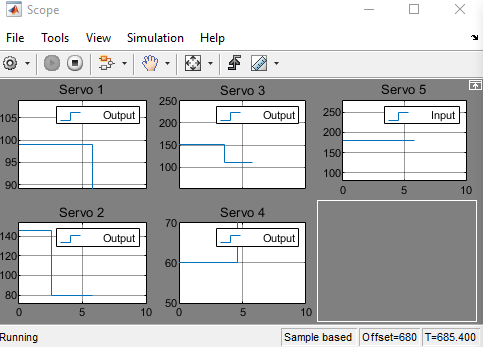 Scope
File Tools View Simulation Help
Servo 1 Servo 3 Servo 5
Output Output Input
105 100 95 90
250 200 150 100
250 200 150 100
0 5 10
Servo 2 Servo 4
Output Output
140 120 100 80
70 60 50
0 5 10 0 5 10
Running Sample based Offset=680 T=685.400